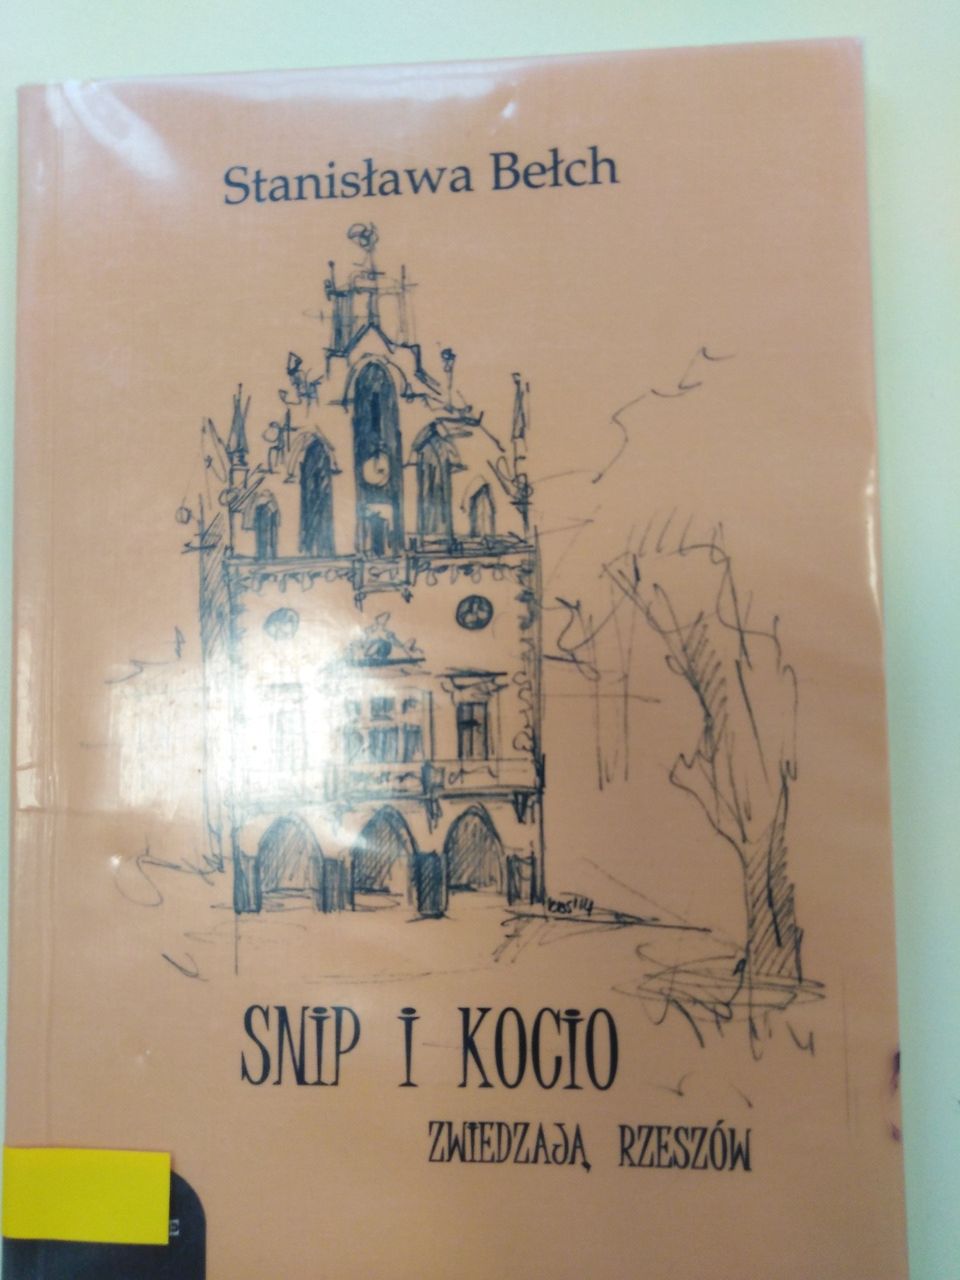 Stanisława Bełch
SNIP I KOCIO
ZWIEDZAJĄ RZESZÓW
E